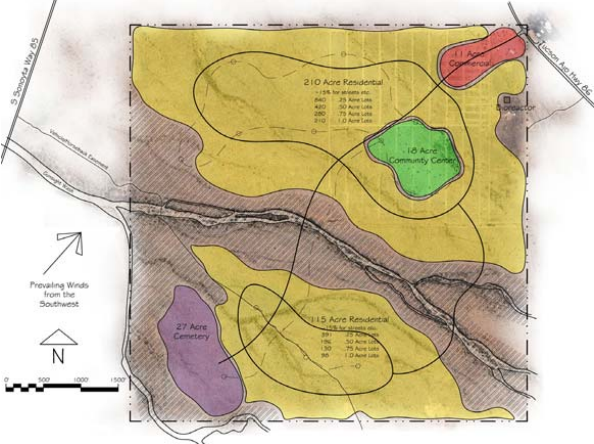 S Sonoyta Way 85
Tucson Ajo Hwy 86
11 Acre
Commercial
210 Acre Residential
-15% for streets etc.
840 .25 Acre Lots
420 .50 Acre Lots
280 .75 Acre Lots
210 1.0 Acre Lots
18 Acre
Community Center
Prevailing Winds
from the
Southwest
N
0 500 1000 1500
27 Acre
Cemetery
115 Acre Residential
-15% for streets etc.
.25 Acre Lots
.50 Acre Lots
.75 Acre Lots
1.0 Acre Lots